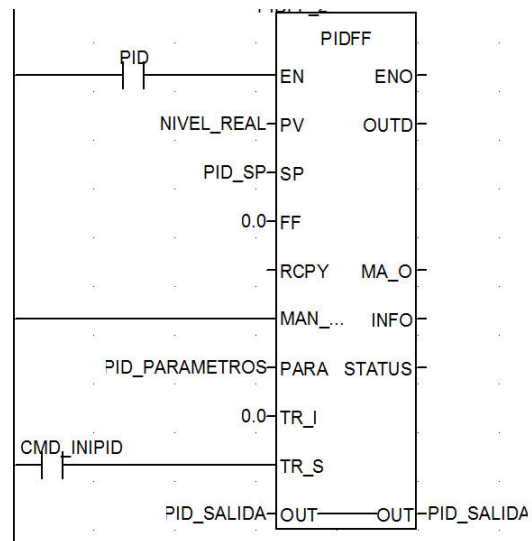 PIDFF
PID
EN ENO
NIVEL_REAL PV OUTD
PID_SP SP
0.0 FF
RCPY MA_O
MAN_... INFO
PID_PARAMETROS PARA STATUS
0.0 TR_I
CMD_INIPID
TR_S
PID_SALIDA OUT OUT PID_SALIDA